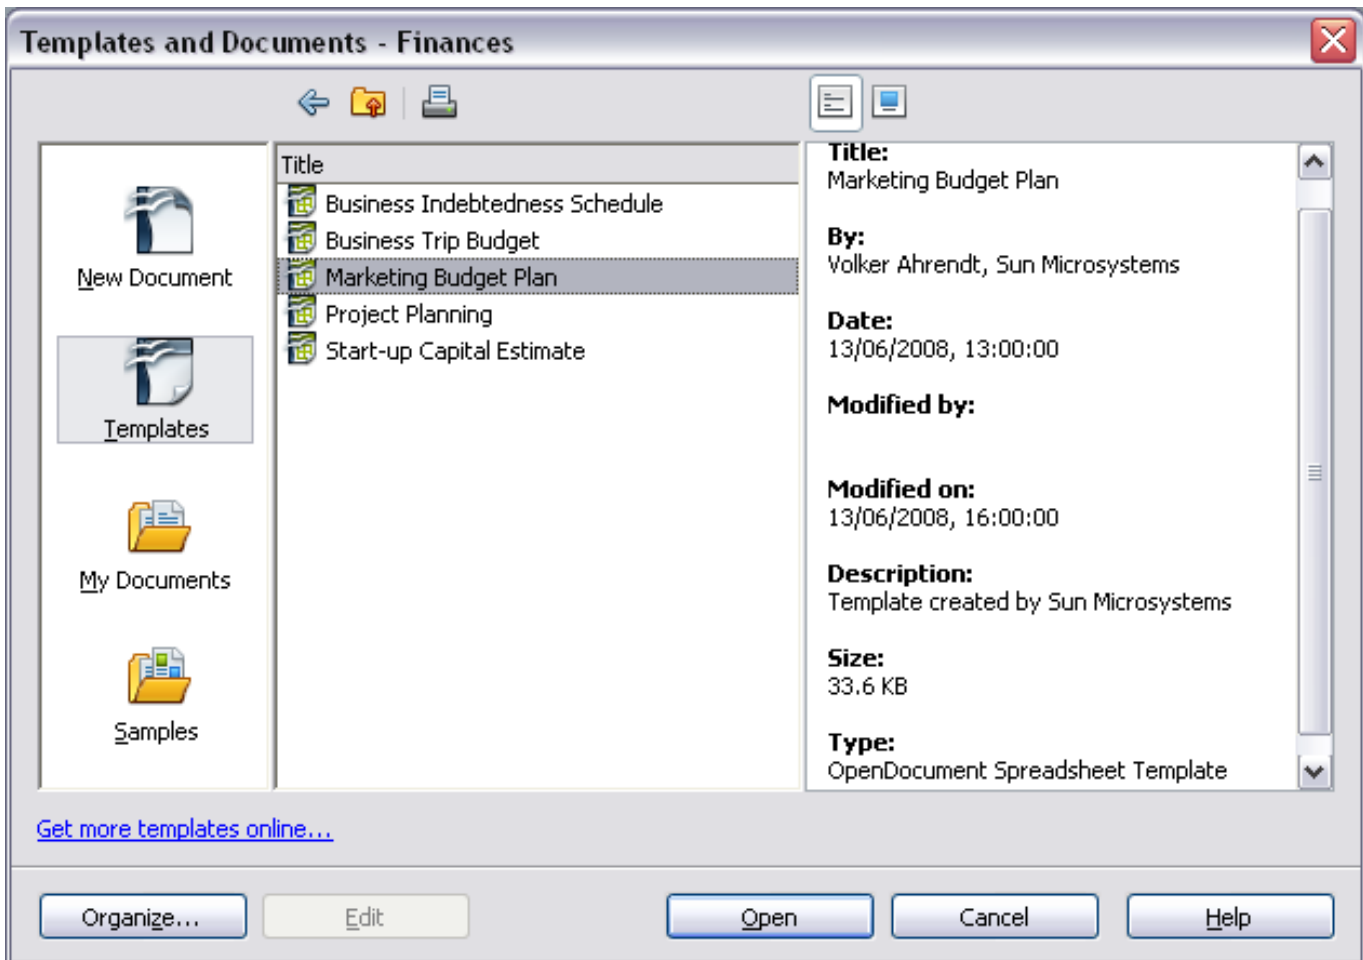 Templates and Documents - Finances
New Document
Templates
My Documents
Samples
Title
Business Indebtedness Schedule
Business Trip Budget
Marketing Budget Plan
Project Planning
Start-up Capital Estimate
Title:
Marketing Budget Plan
By:
Volker Ahrendt, Sun Microsystems
Date:
13/06/2008, 13:00:00
Modified by:
Modified on:
13/06/2008, 16:00:00
Description:
Template created by Sun Microsystems
Size:
33.6 KB
Type:
OpenDocument Spreadsheet Template
Get more templates online...
Organize...
Edit
Open
Cancel
Help